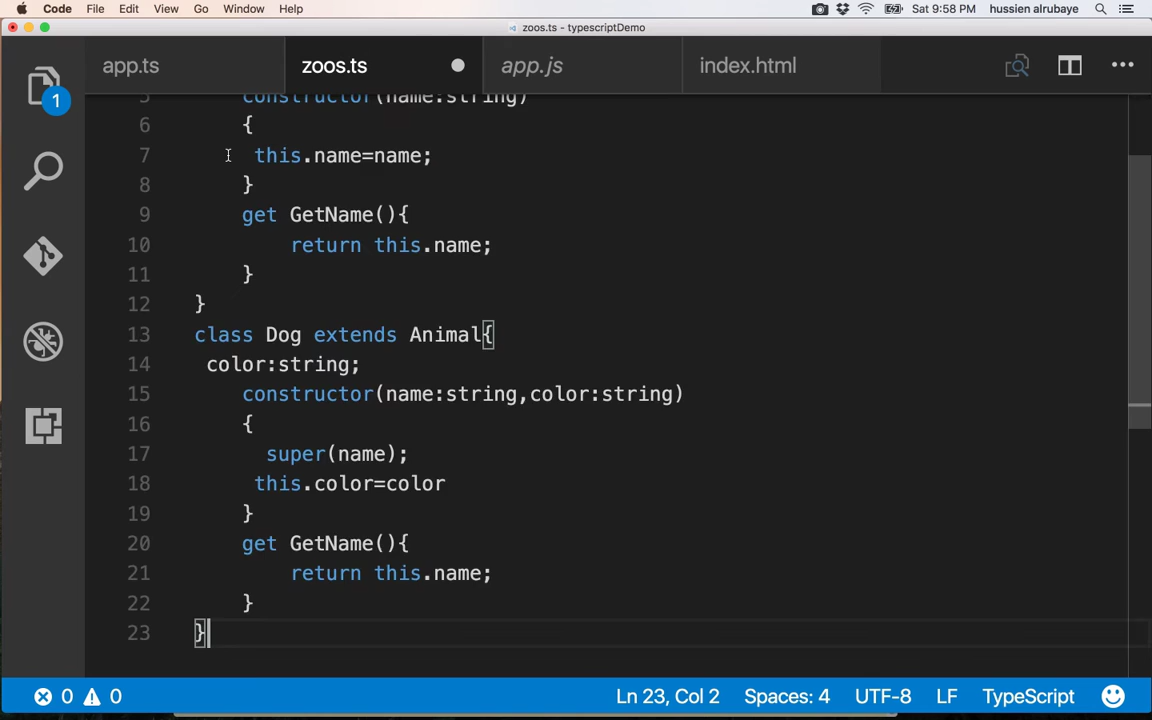 Code File Edit View Go Window Help Sat 9:58 PM hussien alrubaye
zoos.ts - typescriptDemo
app.ts zoos.ts app.js index.html
1
5 constructor(name:string)
6 {
7 this.name=name;
8 }
9 get GetName(){
10 return this.name;
11 }
12 }
13 class Dog extends Animal{
14 color:string;
15 constructor(name:string,color:string)
16 {
17 super(name);
18 this.color=color
19 }
20 get GetName(){
21 return this.name;
22 }
23 }
0 0 Ln 23, Col 2 Spaces: 4 UTF-8 LF TypeScript